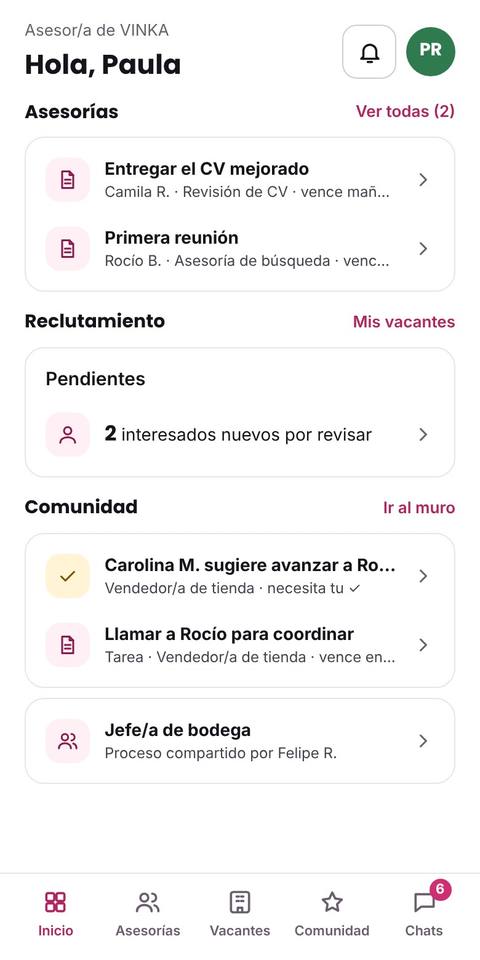 Asesor/a de VINKA
Hola, Paula
PR
Asesorías
Ver todas (2)
Entregar el CV mejorado
Camila R. · Revisión de CV · vence mañ...
Primera reunión
Rocío B. · Asesoría de búsqueda · venc...
Reclutamiento
Mis vacantes
Pendientes
2 interesados nuevos por revisar
Comunidad
Ir al muro
Carolina M. sugiere avanzar a Ro...
Vendedor/a de tienda · necesita tu ✓
Llamar a Rocío para coordinar
Tarea · Vendedor/a de tienda · vence en...
Jefe/a de bodega
Proceso compartido por Felipe R.
6
Inicio
Asesorías
Vacantes
Comunidad
Chats